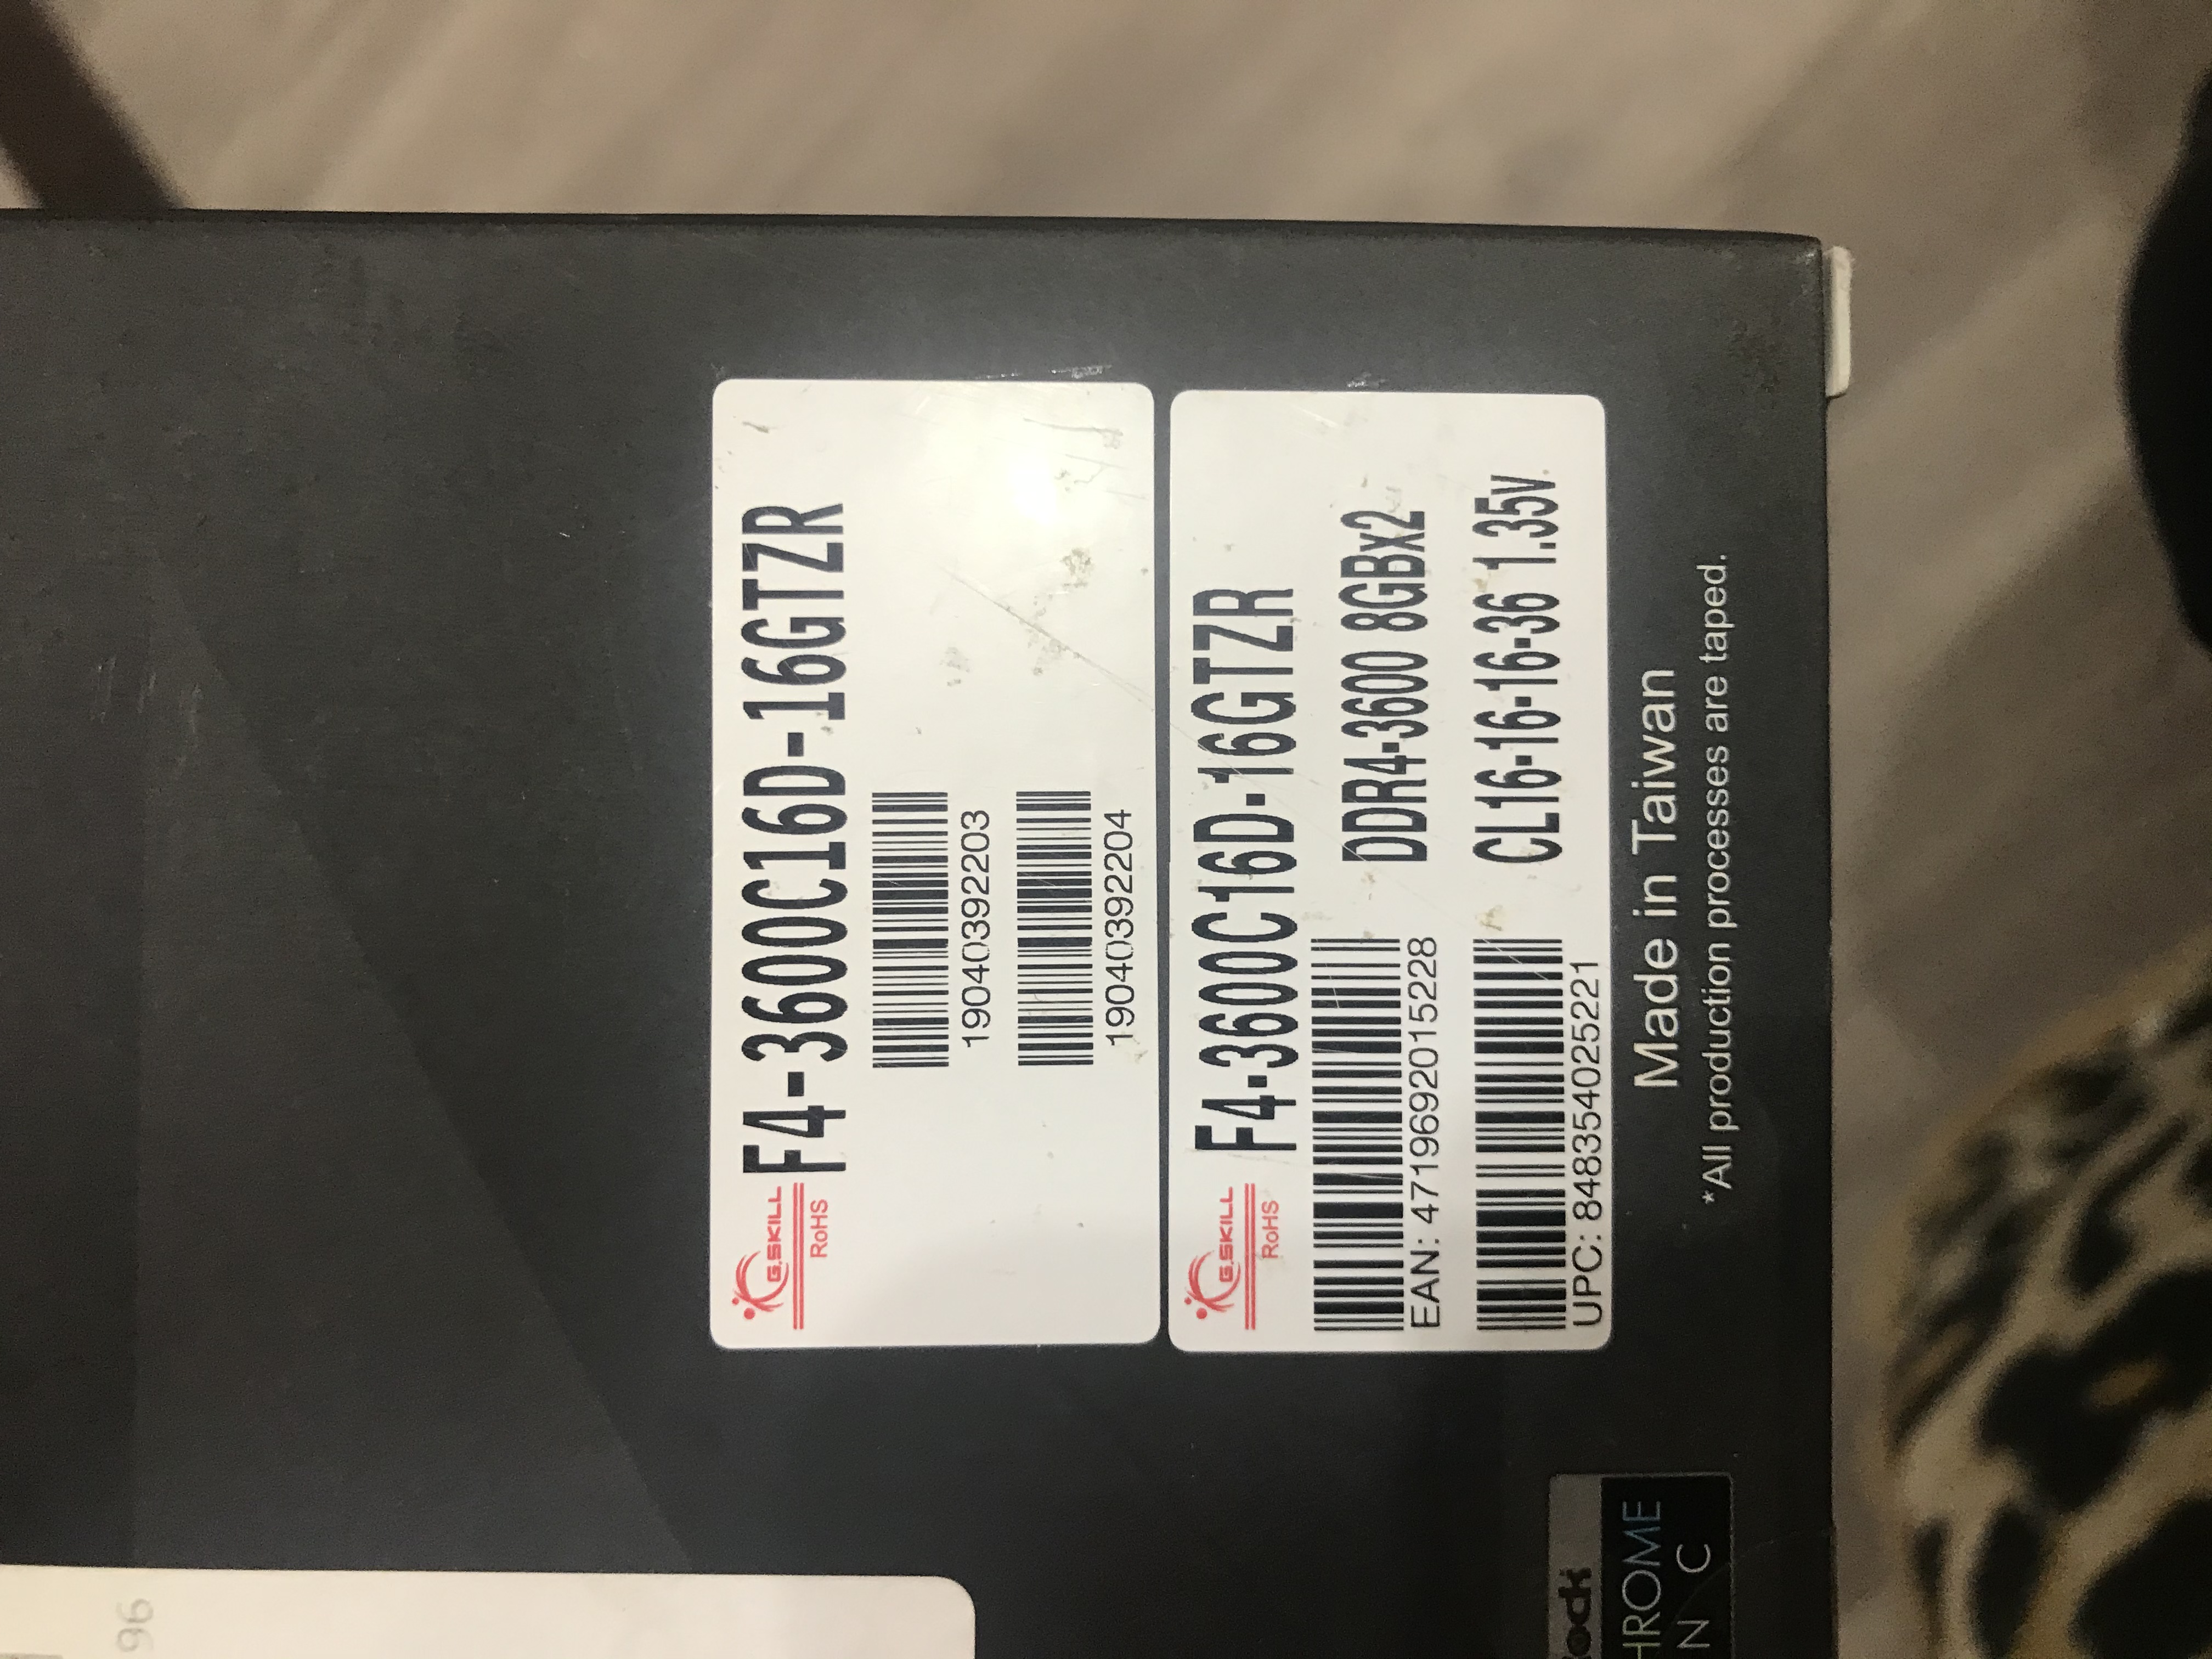 G.SKILL
RoHS
F4-3600C16D-16GTZR
19040392203
19040392204
G.SKILL
RoHS
F4-3600C16D-16GTZR
DDR4-3600 8GBx2
EAN: 4719692015228
CL16-16-16-36 1.35v
UPC: 848354025221
Made in Taiwan
*All production processes are taped.
ock
HROME
N C
96